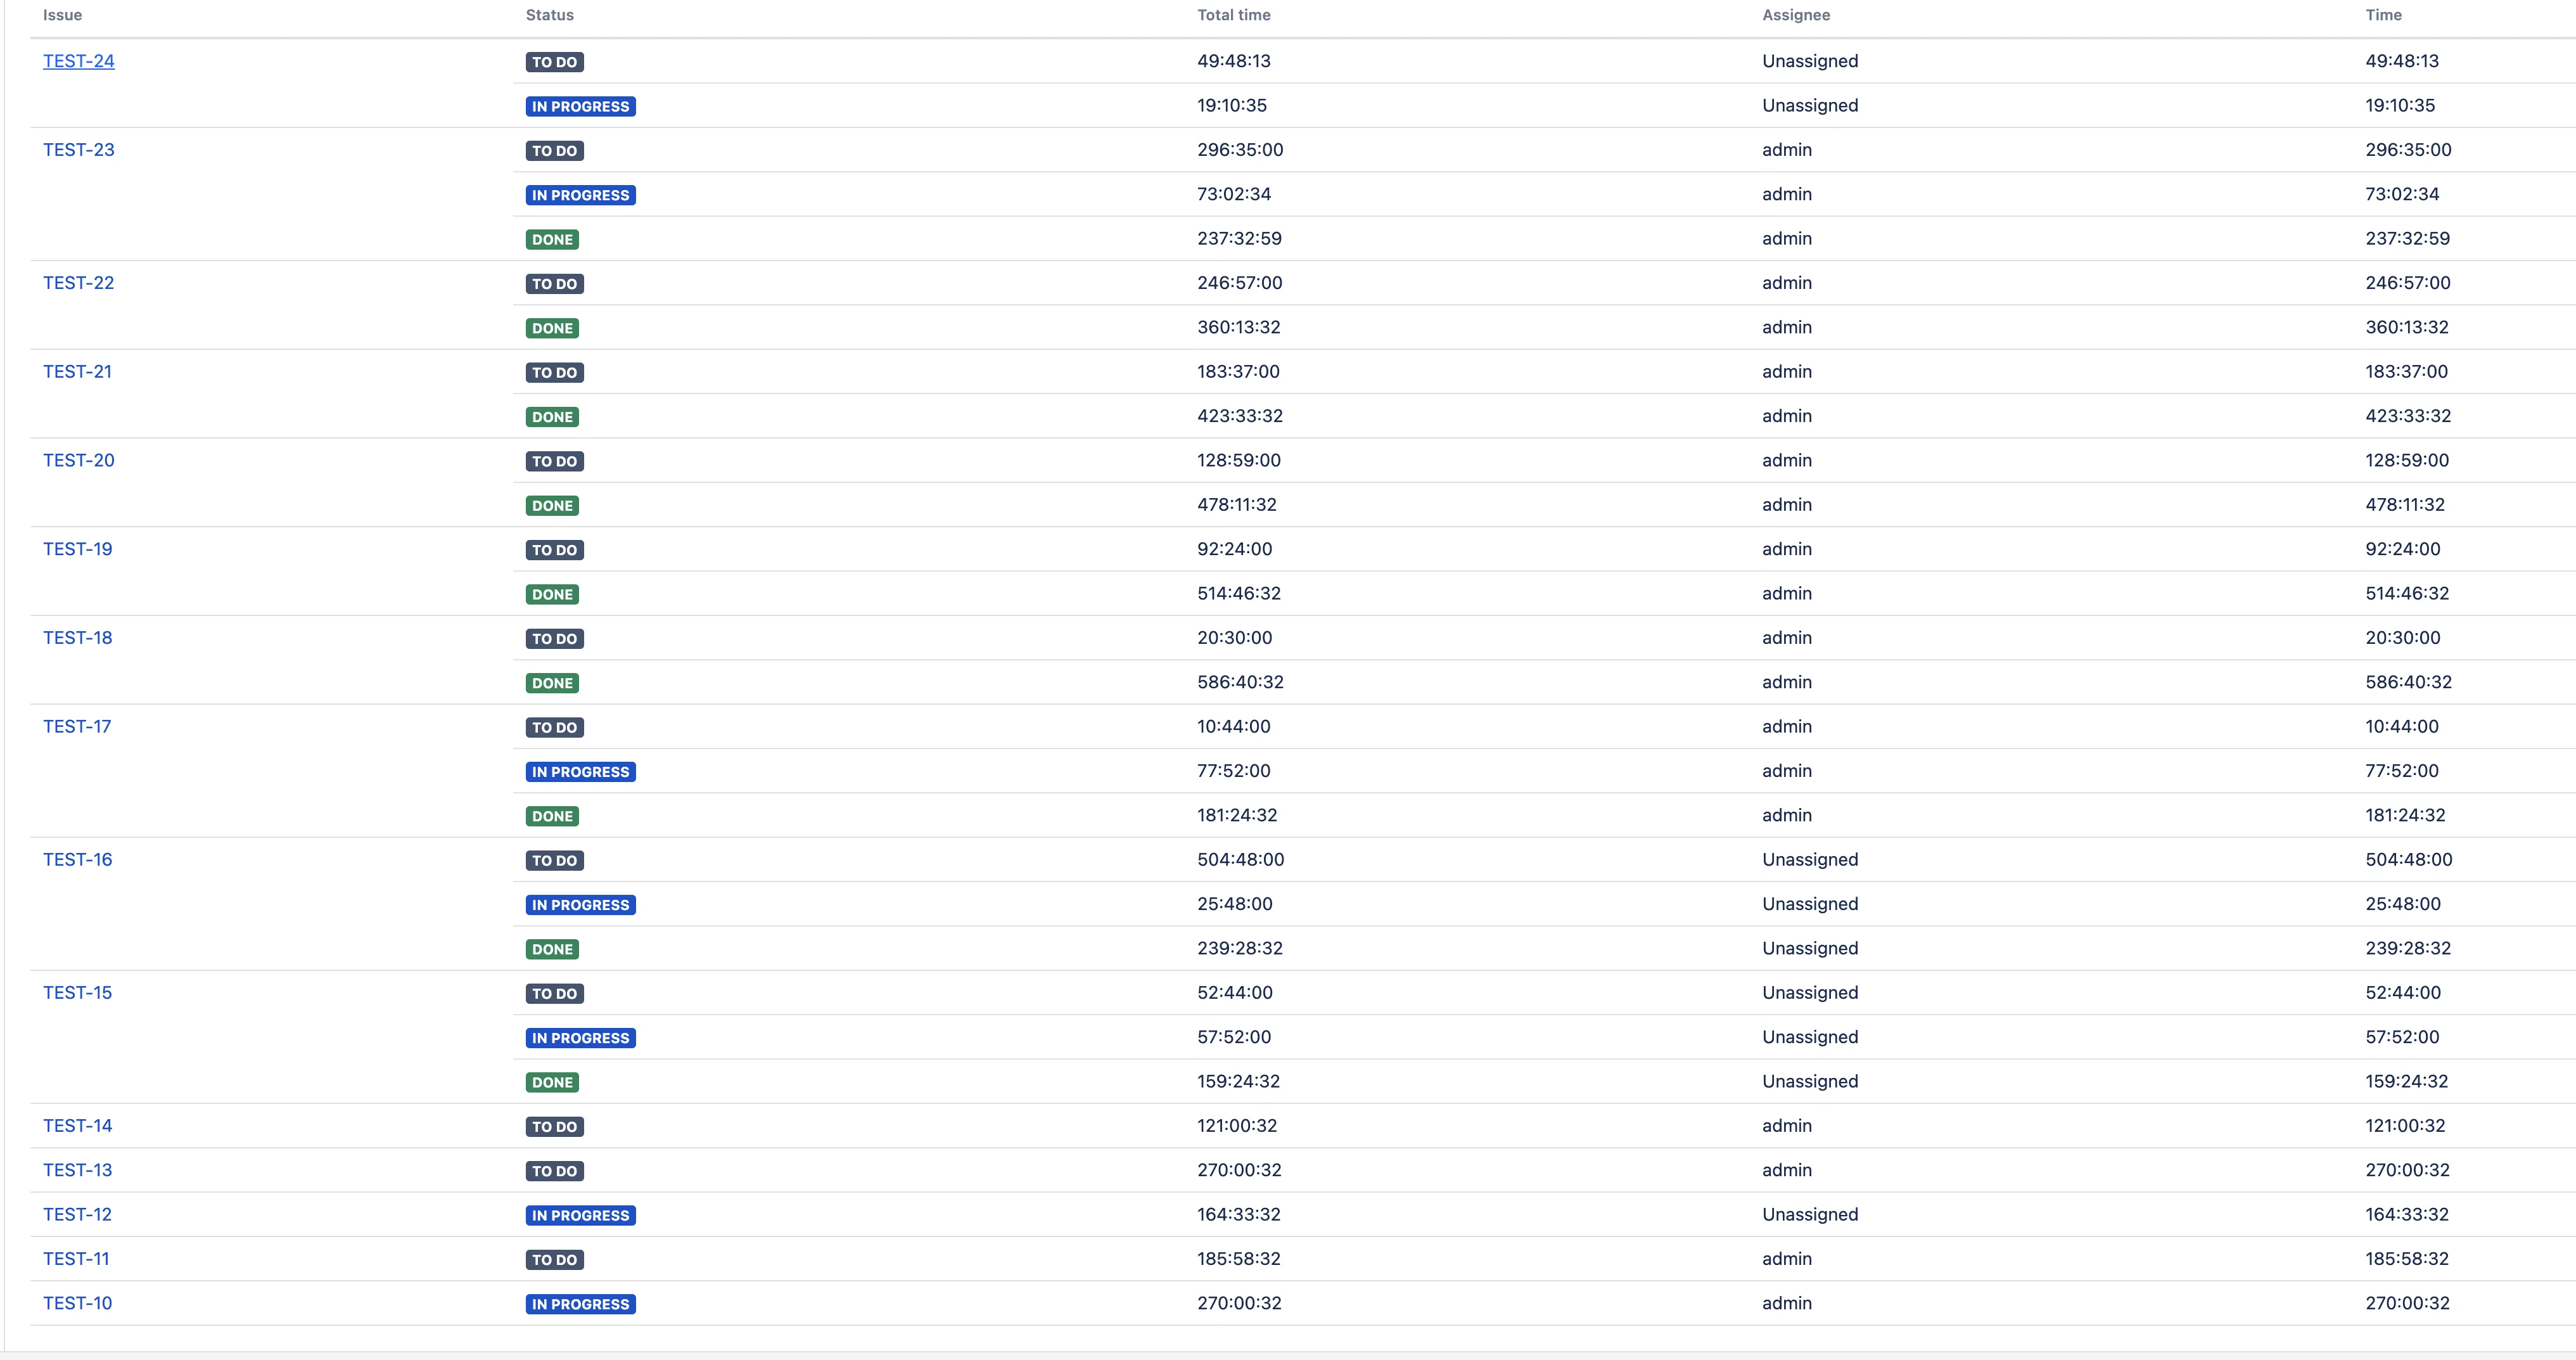 Issue Status Total time Assignee Time
TEST-24 TO DO 49:48:13 Unassigned 49:48:13
IN PROGRESS 19:10:35 Unassigned 19:10:35
TEST-23 TO DO 296:35:00 admin 296:35:00
IN PROGRESS 73:02:34 admin 73:02:34
DONE 237:32:59 admin 237:32:59
TEST-22 TO DO 246:57:00 admin 246:57:00
DONE 360:13:32 admin 360:13:32
TEST-21 TO DO 183:37:00 admin 183:37:00
DONE 423:33:32 admin 423:33:32
TEST-20 TO DO 128:59:00 admin 128:59:00
DONE 478:11:32 admin 478:11:32
TEST-19 TO DO 92:24:00 admin 92:24:00
DONE 514:46:32 admin 514:46:32
TEST-18 TO DO 20:30:00 admin 20:30:00
DONE 586:40:32 admin 586:40:32
TEST-17 TO DO 10:44:00 admin 10:44:00
IN PROGRESS 77:52:00 admin 77:52:00
DONE 181:24:32 admin 181:24:32
TEST-16 TO DO 504:48:00 Unassigned 504:48:00
IN PROGRESS 25:48:00 Unassigned 25:48:00
DONE 239:28:32 Unassigned 239:28:32
TEST-15 TO DO 52:44:00 Unassigned 52:44:00
IN PROGRESS 57:52:00 Unassigned 57:52:00
DONE 159:24:32 Unassigned 159:24:32
TEST-14 TO DO 121:00:32 admin 121:00:32
TEST-13 TO DO 270:00:32 admin 270:00:32
TEST-12 IN PROGRESS 164:33:32 Unassigned 164:33:32
TEST-11 TO DO 185:58:32 admin 185:58:32
TEST-10 IN PROGRESS 270:00:32 admin 270:00:32